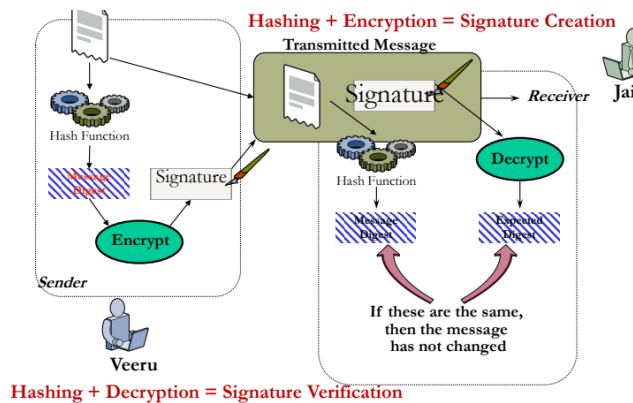 Hashing + Encryption = Signature Creation
Transmitted Message
Signature
Receiver
Jai
Hash Function
Hash Function
Decrypt
Message
Digest
Signature
Message
Digest
Expected
Digest
Encrypt
Sender
If these are the same,
then the message
has not changed
Veeru
Hashing + Decryption = Signature Verification